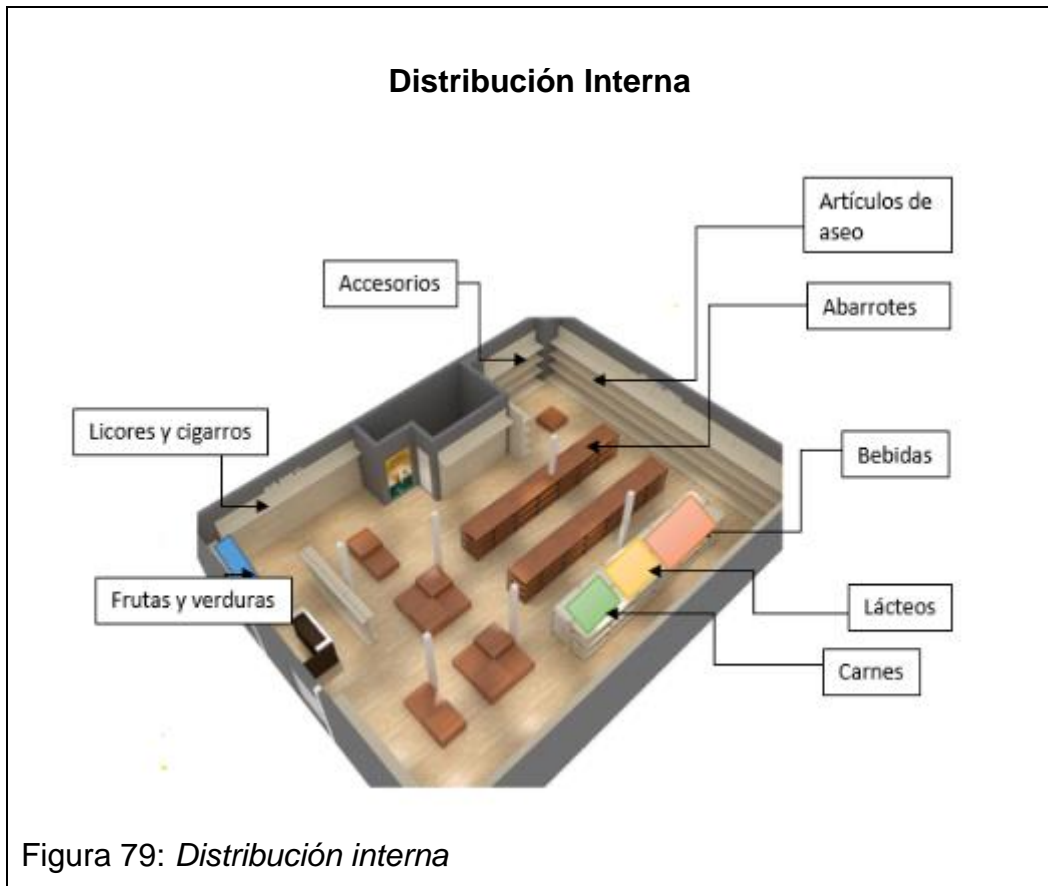 Distribución Interna
Artículos de
aseo
Accesorios
Abarrotes
Licores y cigarros
Bebidas
Frutas y verduras
Lácteos
Carnes
Figura 79: Distribución interna